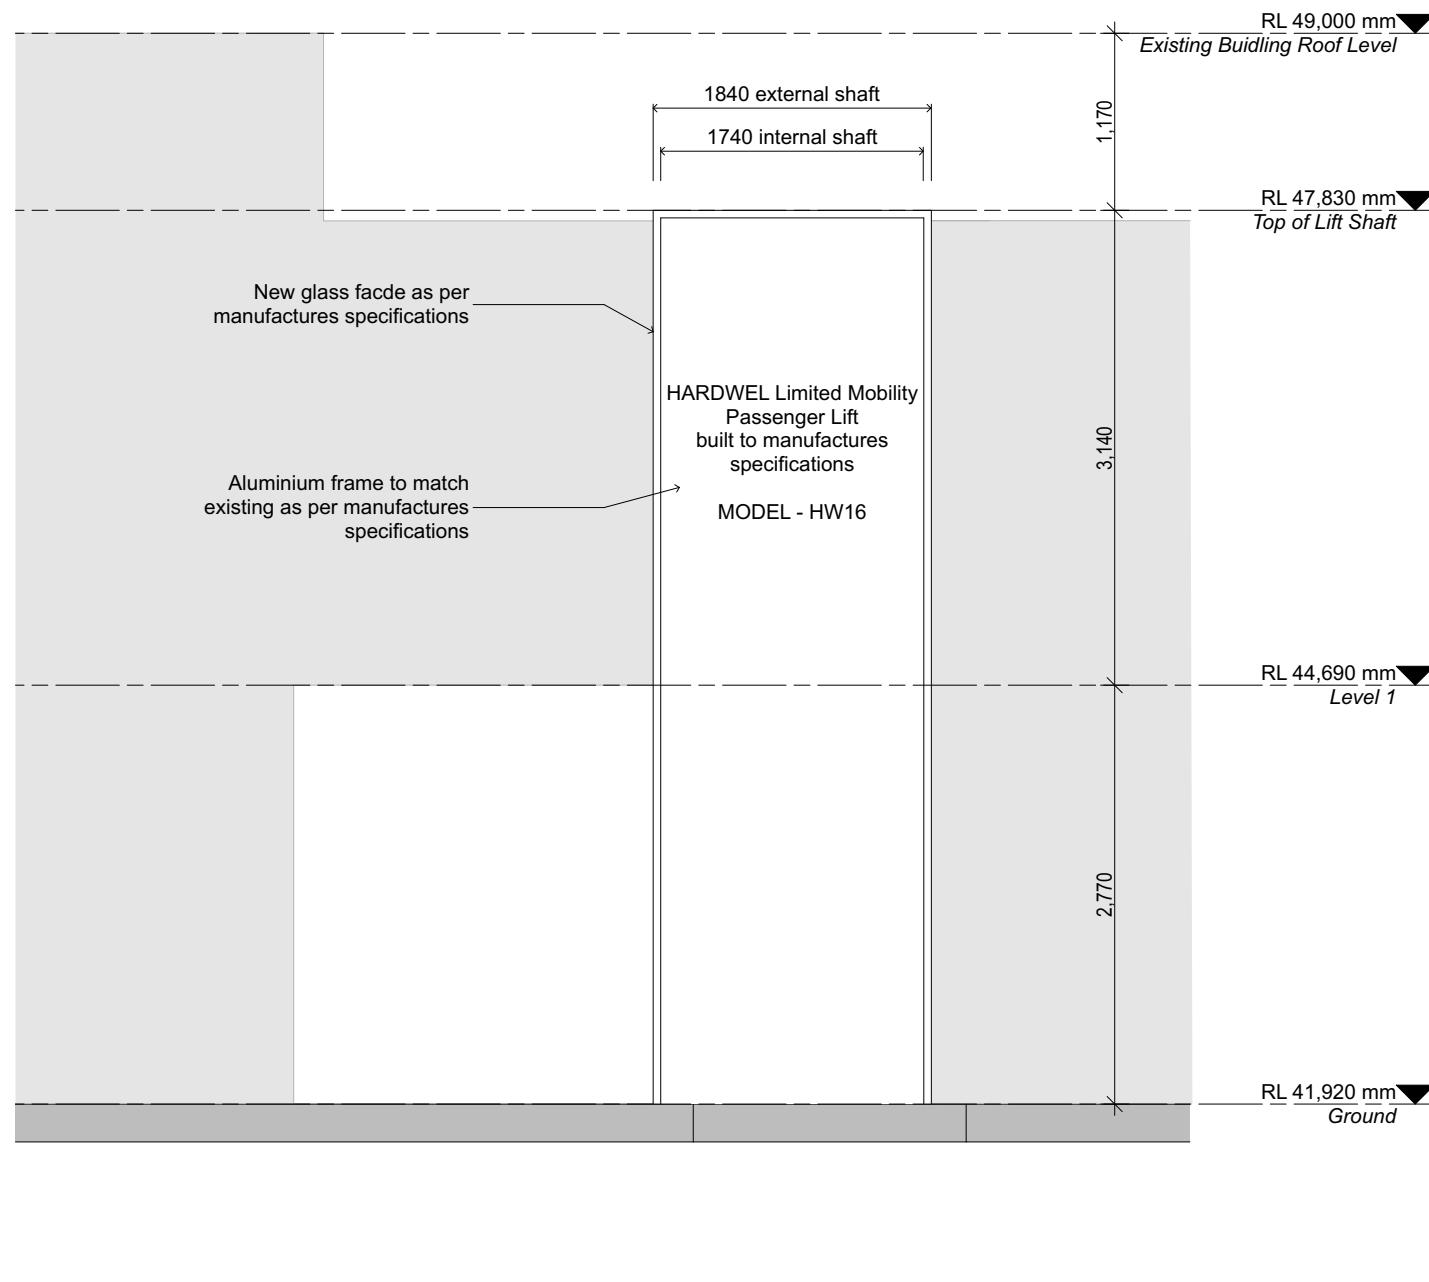 RL 49,000 mm
Existing Buidling Roof Level
1840 external shaft
1,170
1740 internal shaft
RL 47,830 mm
Top of Lift Shaft
New glass facde as per
manufactures specifications
HARDWEL Limited Mobility
Passenger Lift
built to manufactures
specifications
MODEL - HW16
3,140
Aluminium frame to match
existing as per manufactures
specifications
RL 44,690 mm
Level 1
2,770
RL 41,920 mm
Ground